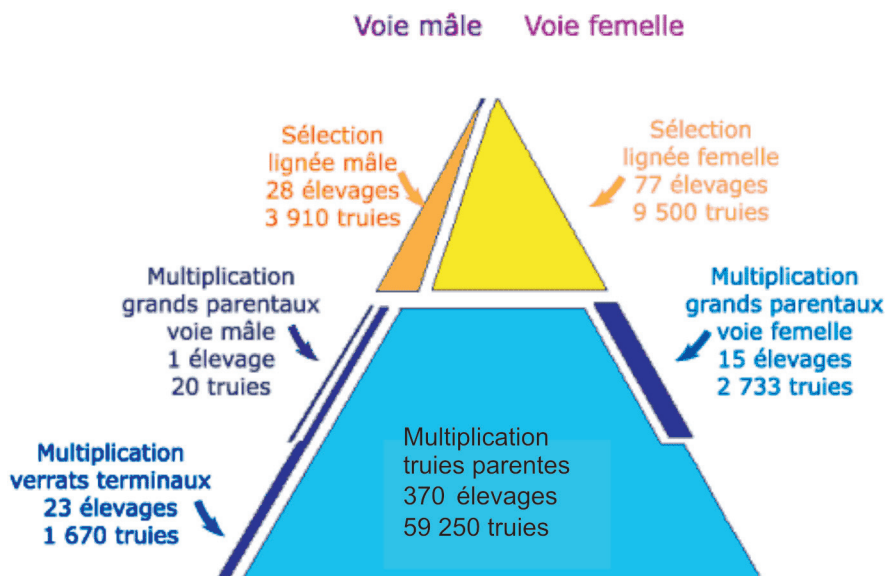 Voie mâle Voie femelle
Sélection
lignée mâle
28 élevages
3 910 truies
Sélection
lignée femelle
77 élevages
9 500 truies
Multiplication
grands parentaux
voie mâle
1 élevage
20 truies
Multiplication
grands parentaux
voie femelle
15 élevages
2 733 truies
Multiplication
verrats terminaux
23 élevages
1 670 truies
Multiplication
truies parentes
370 élevages
59 250 truies